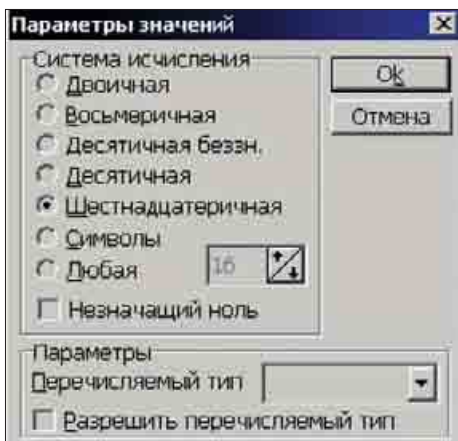 Параметры значений
Система исчисления
Двоичная
Восьмеричная
Десятичная беззн.
Десятичная
Шестнадцатеричная
Символы
Любая 16
Незначащий ноль
Ok
Отмена
Параметры
Перечисляемый тип
Разрешить перечисляемый тип